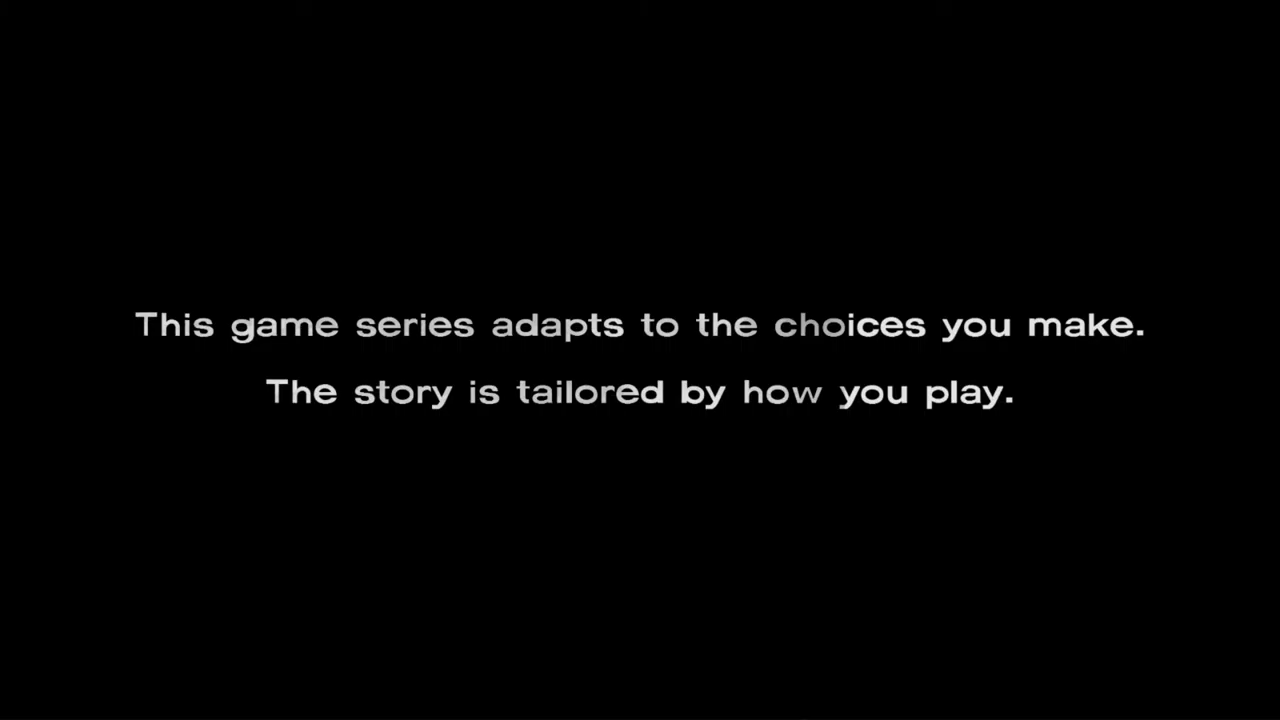 This game series adapts to the choices you make.
The story is tailored by how you play.